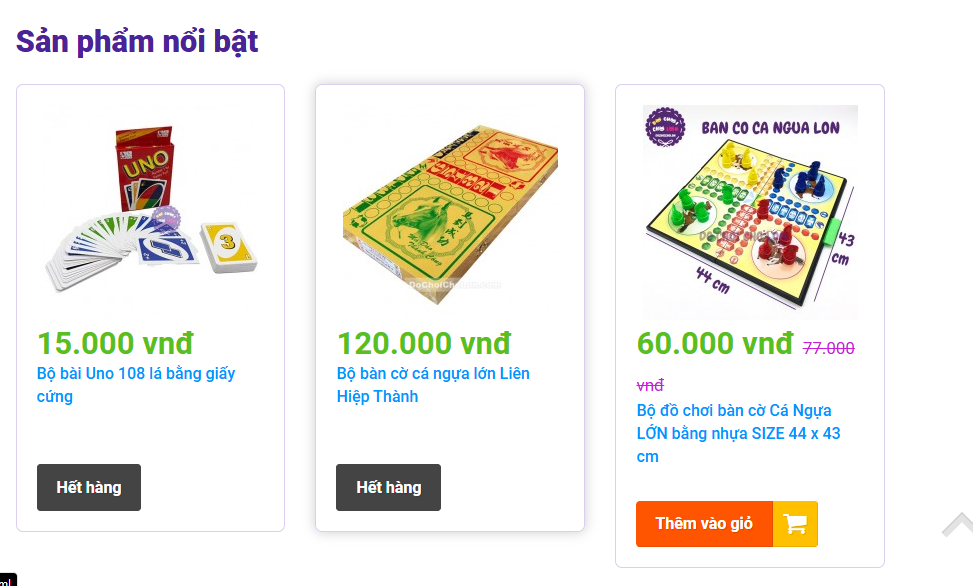 Sản phẩm nổi bật
UNO
3
BAN CO CA NGUA LON
43
cm
44 cm
15.000 vnđ
Bộ bài Uno 108 lá bằng giấy
cứng
Hết hàng
120.000 vnđ
Bộ bàn cờ cá ngựa lớn Liên
Hiệp Thành
Hết hàng
60.000 vnđ 77.000
vnđ
Bộ đồ chơi bàn cờ Cá Ngựa
LỚN bằng nhựa SIZE 44 x 43
cm
Thêm vào giỏ